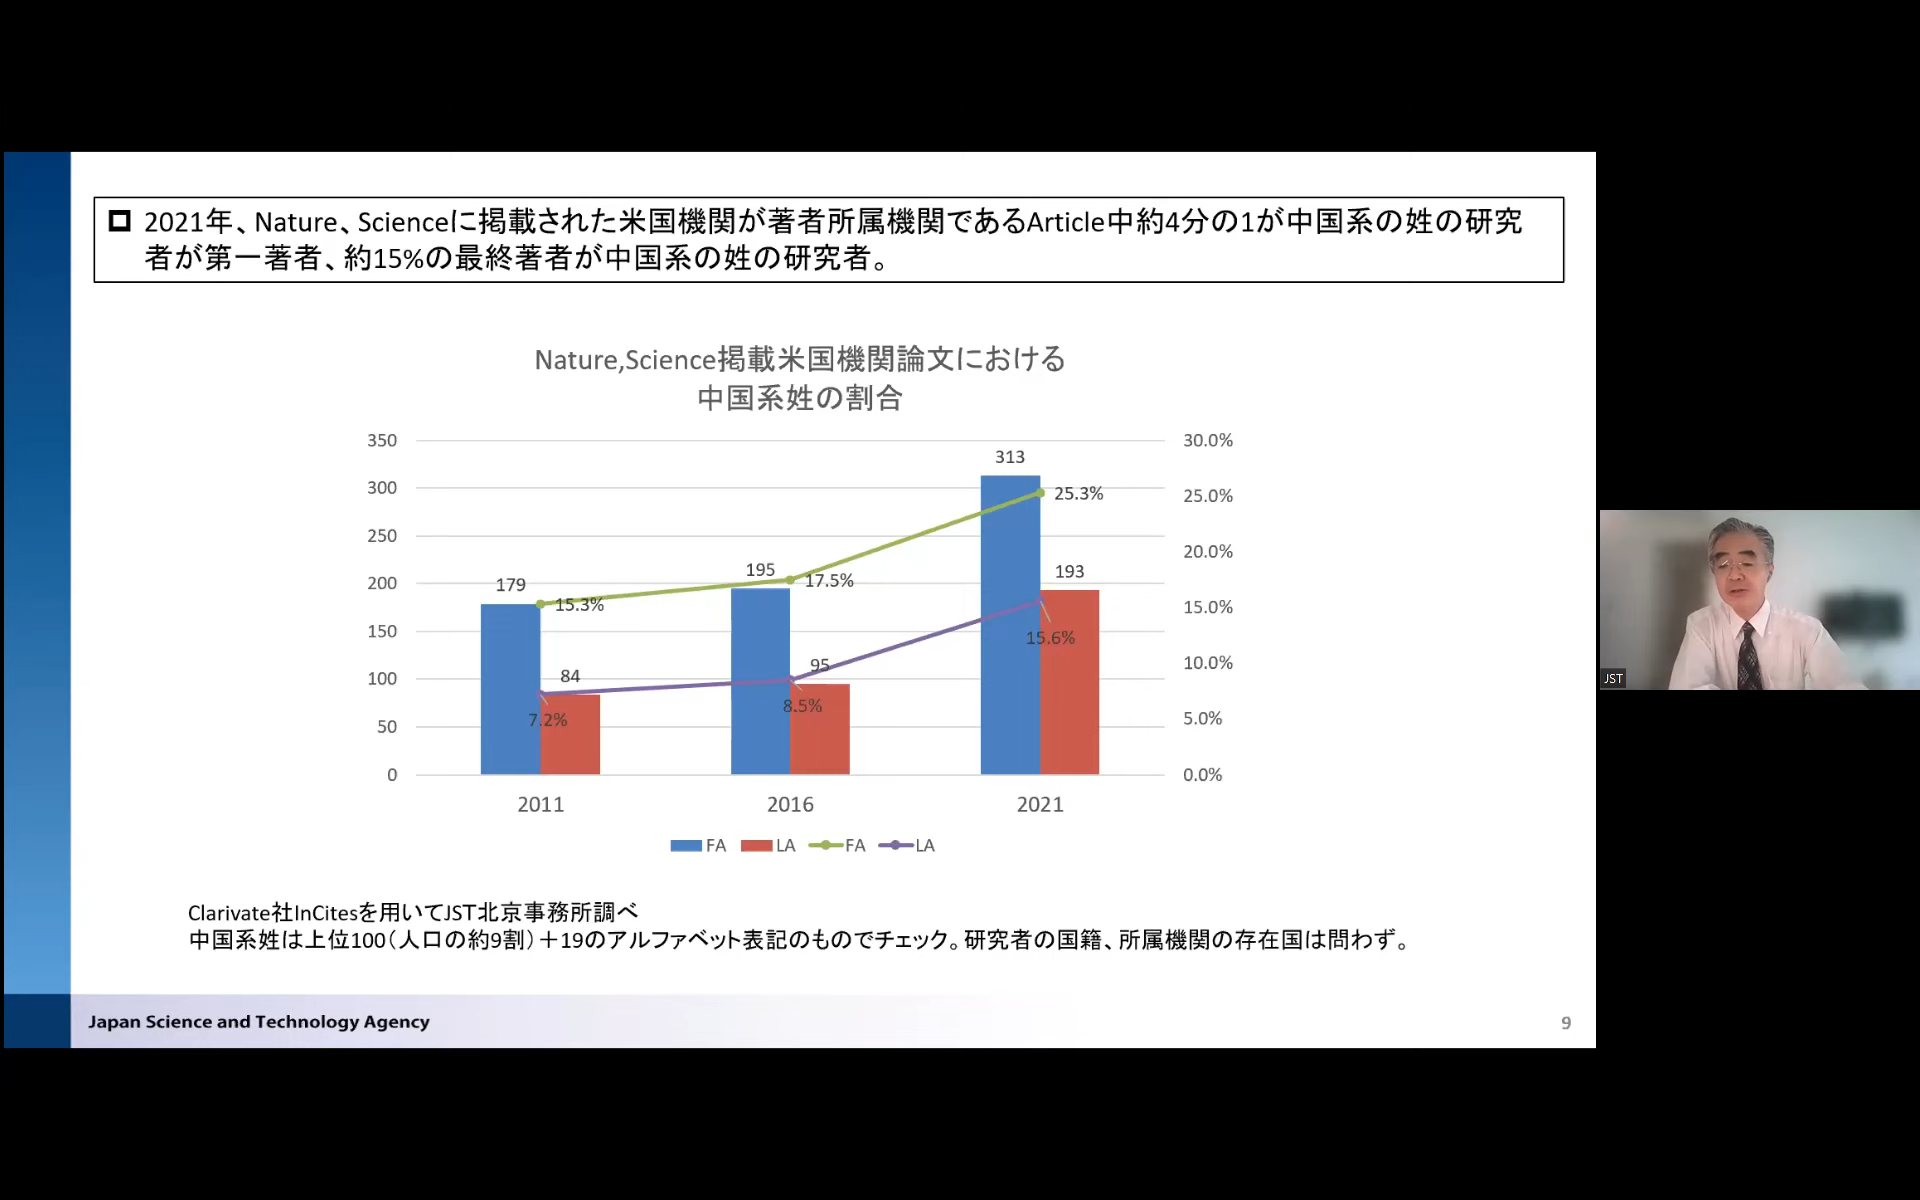 2021年、Nature、Scienceに掲載された米国機関が著者所属機関であるArticle中約4分の1が中国系の姓の研究
者が第一著者、約15%の最終著者が中国系の姓の研究者。
Nature,Science掲載米国機関論文における
中国系姓の割合
350
300
250
200
150
100
50
0
30.0%
25.0%
20.0%
15.0%
10.0%
5.0%
0.0%
179
15.3%
84
7.2%
195
17.5%
95
8.5%
313
25.3%
193
15.6%
2011 2016 2021
FA LA FA LA
Clarivate社InCitesを用いてJST北京事務所調べ
中国系姓は上位100（人口の約9割）＋19のアルファベット表記のものでチェック。研究者の国籍、所属機関の存在国は問わず。
Japan Science and Technology Agency
9
JST